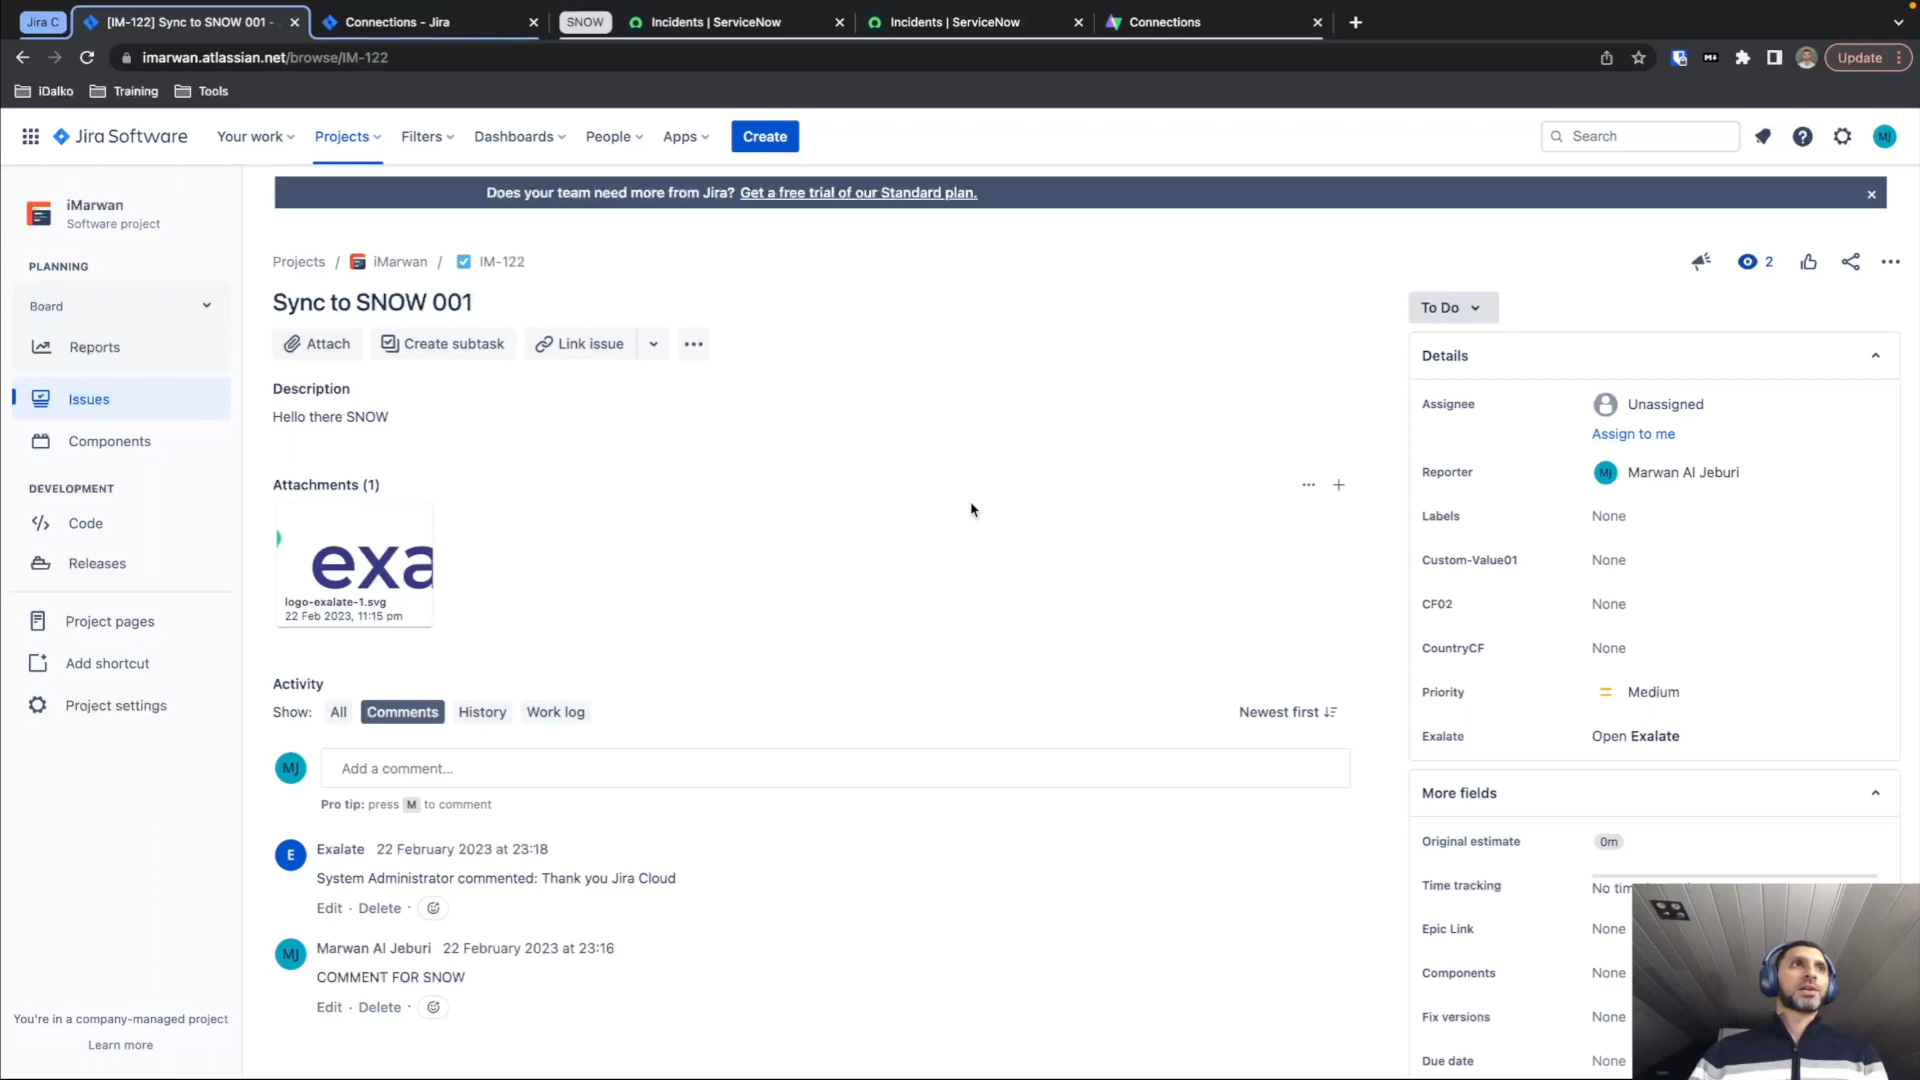 Jira C
[IM-122] Sync to SNOW 001 -
Connections - Jira
SNOW
Incidents | ServiceNow
Incidents | ServiceNow
Connections
imarwan.atlassian.net/browse/IM-122
Update
iDalko
Training
Tools
Jira Software
Your work
Projects
Filters
Dashboards
People
Apps
Create
Search
MJ
Does your team need more from Jira? Get a free trial of our Standard plan.
iMarwan
Software project
PLANNING
Board
Reports
Issues
Components
DEVELOPMENT
Code
Releases
Project pages
Add shortcut
Project settings
You're in a company-managed project
Learn more
Projects / iMarwan / IM-122
2
Sync to SNOW 001
Attach
Create subtask
Link issue
Description
Hello there SNOW
Attachments (1)
exa
logo-exalate-1.svg
22 Feb 2023, 11:15 pm
Activity
Show: All Comments History Work log
Newest first
MJ
Add a comment...
Pro tip: press M to comment
E
Exalate 22 February 2023 at 23:18
System Administrator commented: Thank you Jira Cloud
Edit · Delete ·
MJ
Marwan Al Jeburi 22 February 2023 at 23:16
COMMENT FOR SNOW
Edit · Delete ·
To Do
Details
Assignee
Unassigned
Assign to me
Reporter
MJ
Marwan Al Jeburi
Labels
None
Custom-Value01
None
CF02
None
CountryCF
None
Priority
Medium
Exalate
Open Exalate
More fields
Original estimate
0m
Time tracking
No
Epic Link
None
Components
None
Fix versions
None
Due date
None